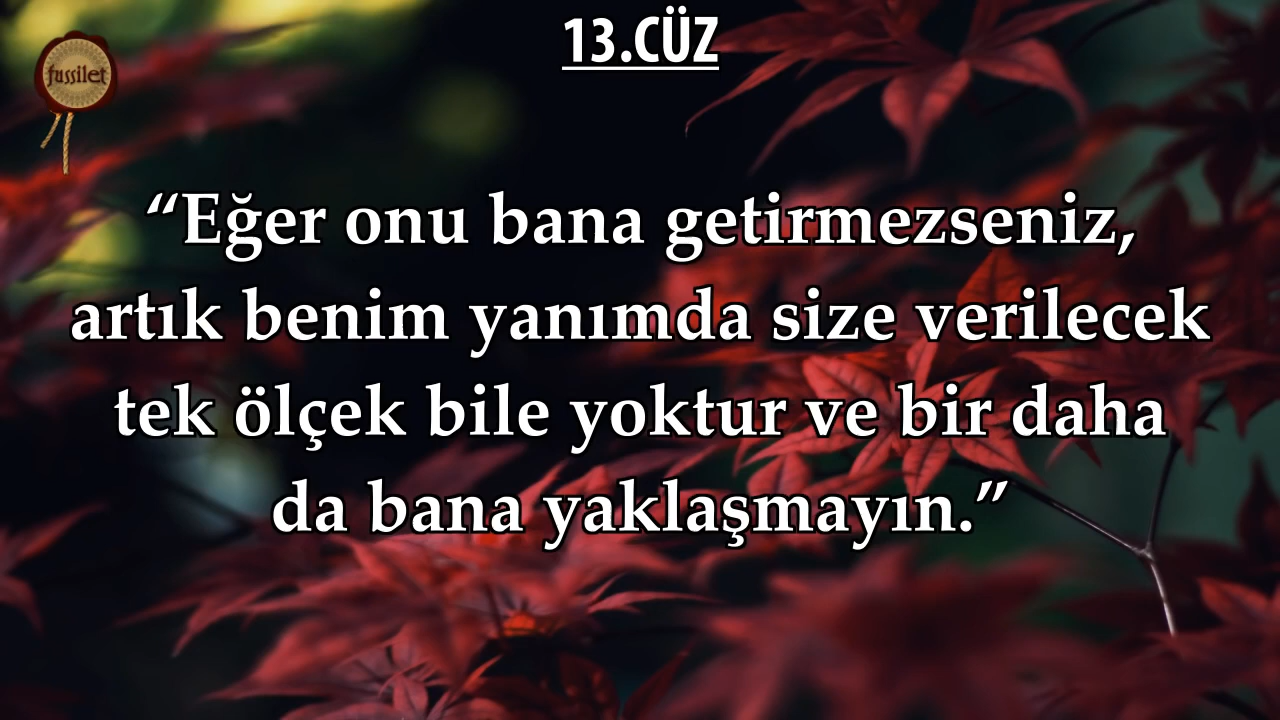 13.CÜZ
fussilet
“Eğer onu bana getirmezseniz,
artık benim yanımda size verilecek
tek ölçek bile yoktur ve bir daha
da bana yaklaşmayın.”